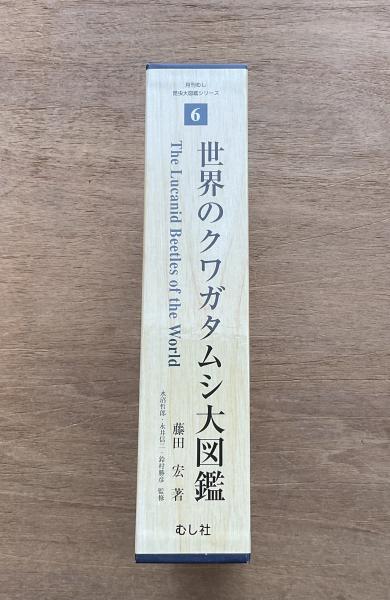 月刊むし
昆虫大図鑑シリーズ
6
世界のクワガタムシ大図鑑
The Lucanid Beetles of the World
藤田 宏 著
水沼哲郎・永井信二・鈴村勝彦 監修
むし社